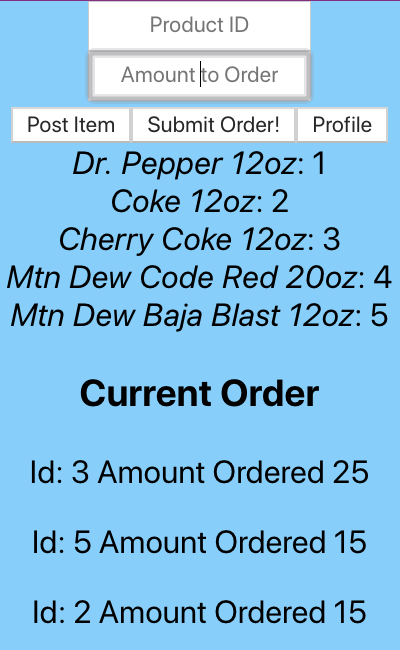 Product ID
Amount to Order
Post Item Submit Order! Profile
Dr. Pepper 12oz: 1
Coke 12oz: 2
Cherry Coke 12oz: 3
Mtn Dew Code Red 20oz: 4
Mtn Dew Baja Blast 12oz: 5
Current Order
Id: 3 Amount Ordered 25
Id: 5 Amount Ordered 15
Id: 2 Amount Ordered 15